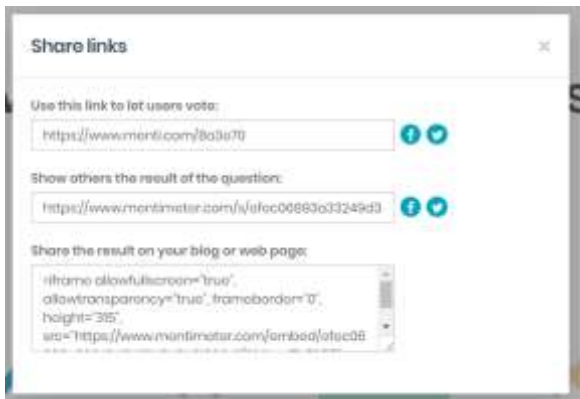 Share links
×
Use this link to let users vote:
https://www.menti.com/8a3a70
Show others the result of the question:
https://www.mentimeter.com/s/efec06883a33249d3
Share the result on your blog or web page:
<iframe allowfullscreen="true",
allowtransparency="true", frameborder="0",
height="315",
src="https://www.mentimeter.com/embed/efec06